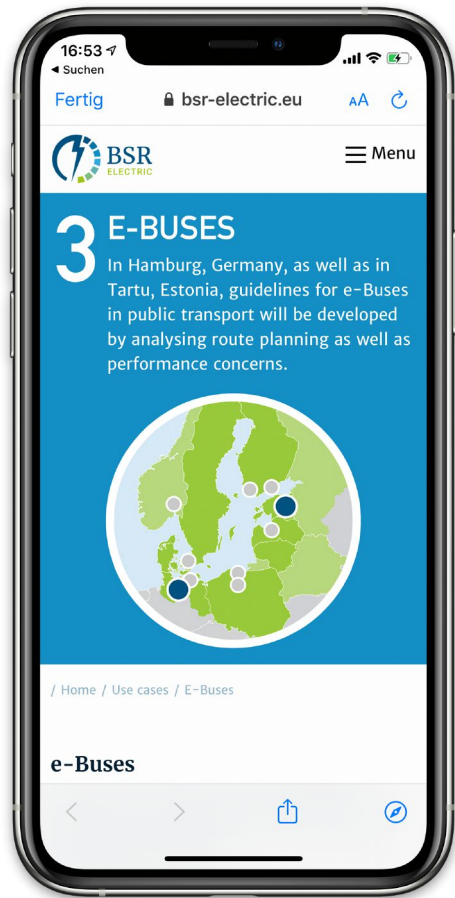 16:53
◀ Suchen
Fertig
bsr-electric.eu
AA
BSR
ELECTRIC
Menu
3
E-BUSES
In Hamburg, Germany, as well as in
Tartu, Estonia, guidelines for e-Buses
in public transport will be developed
by analysing route planning as well as
performance concerns.
/ Home / Use cases / E-Buses
e-Buses